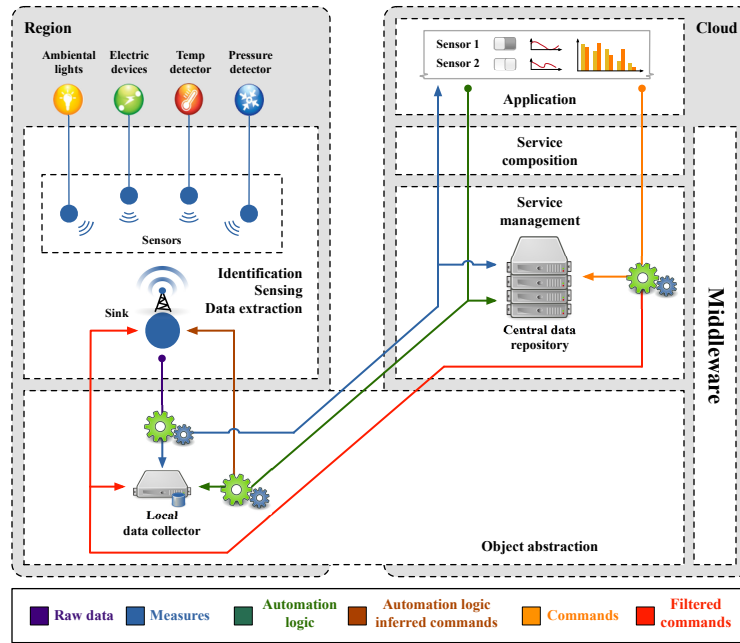 Region
Cloud
Ambiental
lights
Electric
devices
Temp
detector
Pressure
detector
Sensors
Identification
Sensing
Data extraction
Sink
Local
data collector
Sensor 1
Sensor 2
Application
Service
composition
Service
management
Central data
repository
Middleware
Object abstraction
Raw data
Measures
Automation
logic
Automation logic
inferred commands
Commands
Filtered
commands